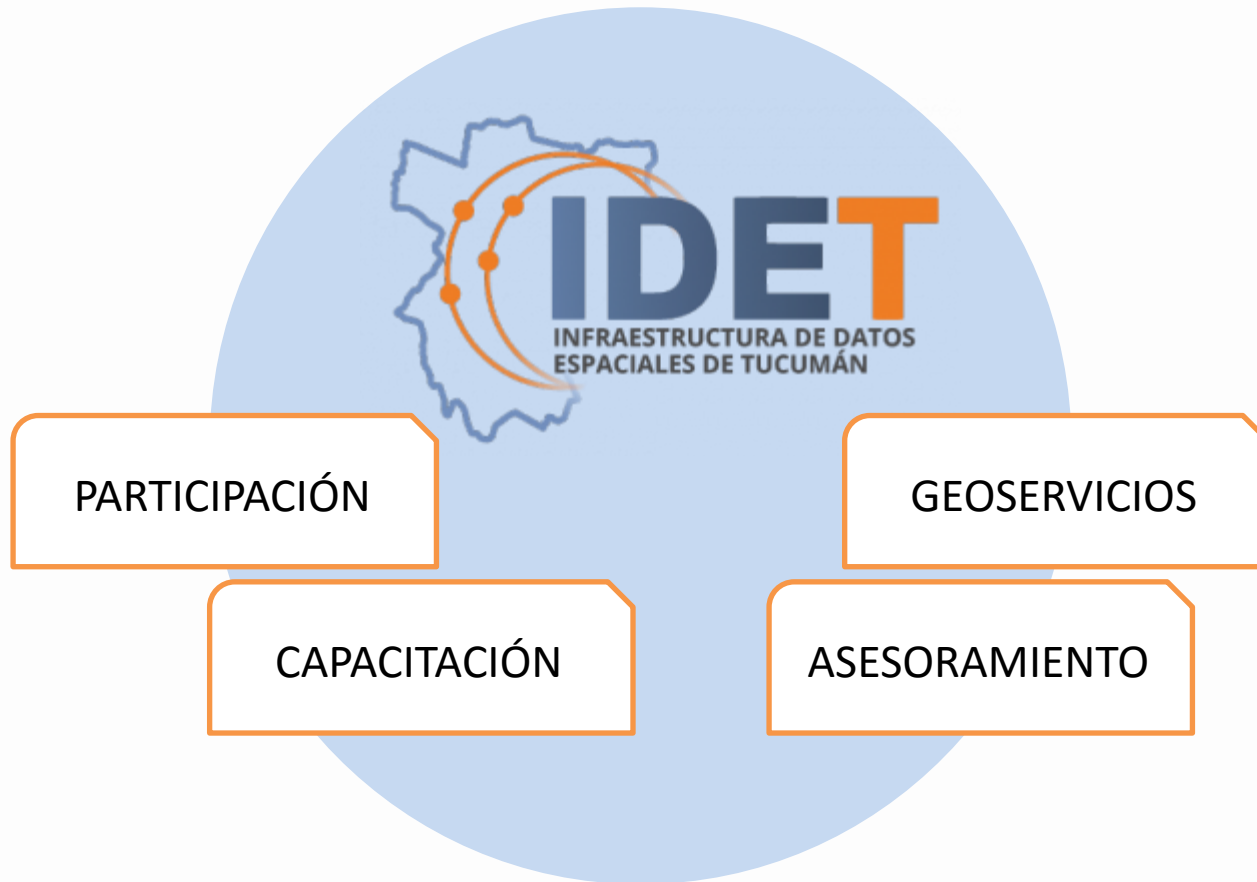 IDET
INFRAESTRUCTURA DE DATOS
ESPACIALES DE TUCUMÁN
PARTICIPACIÓN
GEOSERVICIOS
CAPACITACIÓN
ASESORAMIENTO